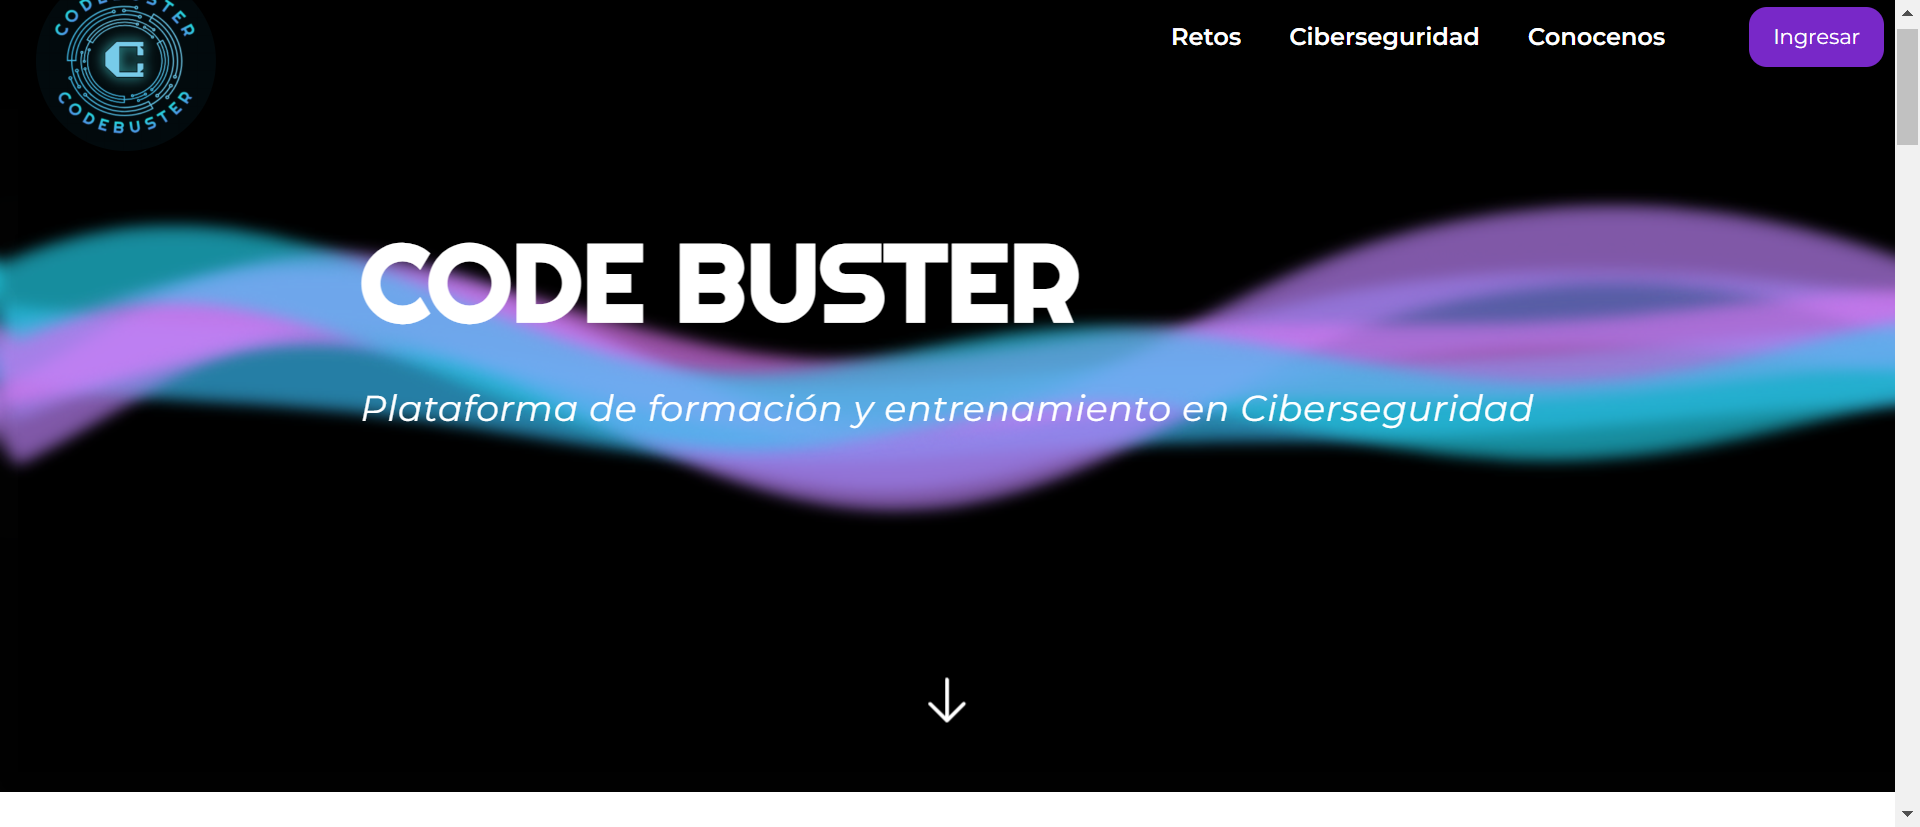 CODEBUSTER
CODEBUSTER
Retos Ciberseguridad Conocenos Ingresar
CODE BUSTER
Plataforma de formación y entrenamiento en Ciberseguridad